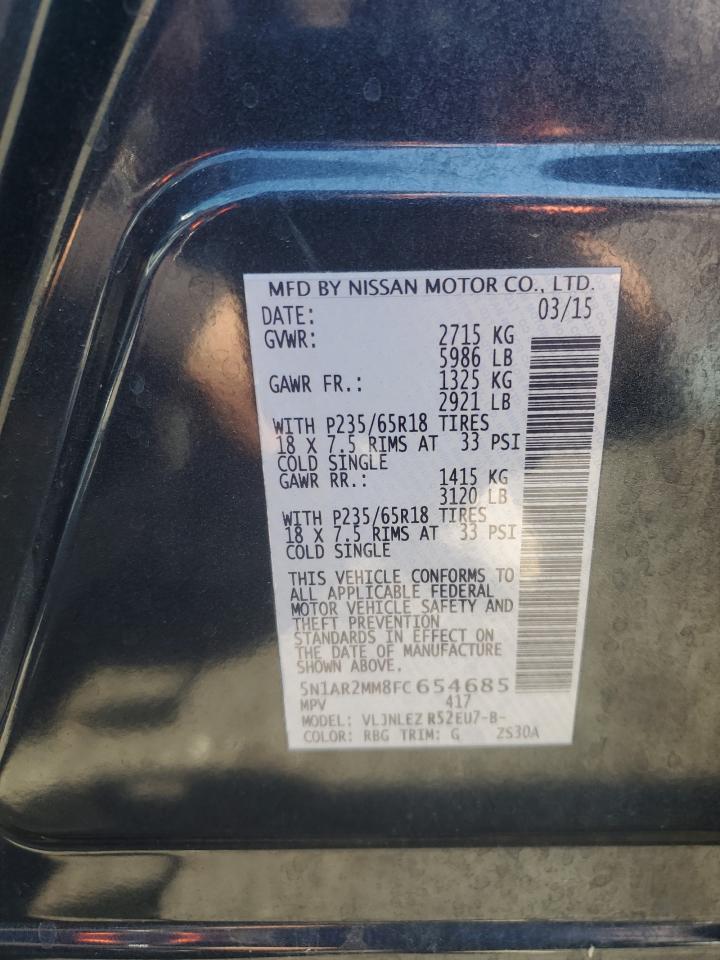 MFD BY NISSAN MOTOR CO., LTD.
DATE: 03/15
GVWR: 2715 KG
5986 LB
GAWR FR.: 1325 KG
2921 LB
WITH P235/65R18 TIRES
18 X 7.5 RIMS AT 33 PSI
COLD SINGLE
GAWR RR.: 1415 KG
3120 LB
WITH P235/65R18 TIRES
18 X 7.5 RIMS AT 33 PSI
COLD SINGLE
THIS VEHICLE CONFORMS TO
ALL APPLICABLE FEDERAL
MOTOR VEHICLE SAFETY AND
THEFT PREVENTION
STANDARDS IN EFFECT ON
THE DATE OF MANUFACTURE
SHOWN ABOVE.
5N1AR2MM8FC654685
MPV 417
MODEL: VLJNLEZ R52EU7-B-
COLOR: RBG TRIM: G ZS30A